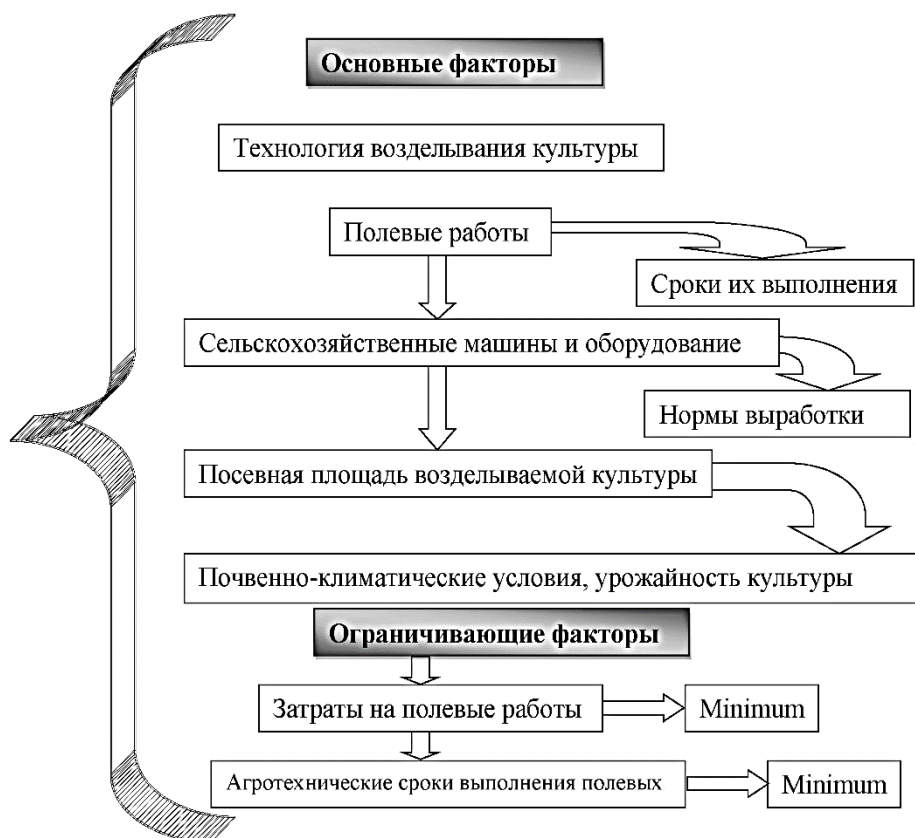 Основные факторы
Технология возделывания культуры
Полевые работы
Сроки их выполнения
Сельскохозяйственные машины и оборудование
Нормы выработки
Посевная площадь возделываемой культуры
Почвенно-климатические условия, урожайность культуры
Ограничивающие факторы
Затраты на полевые работы
Minimum
Агротехнические сроки выполнения полевых
Minimum